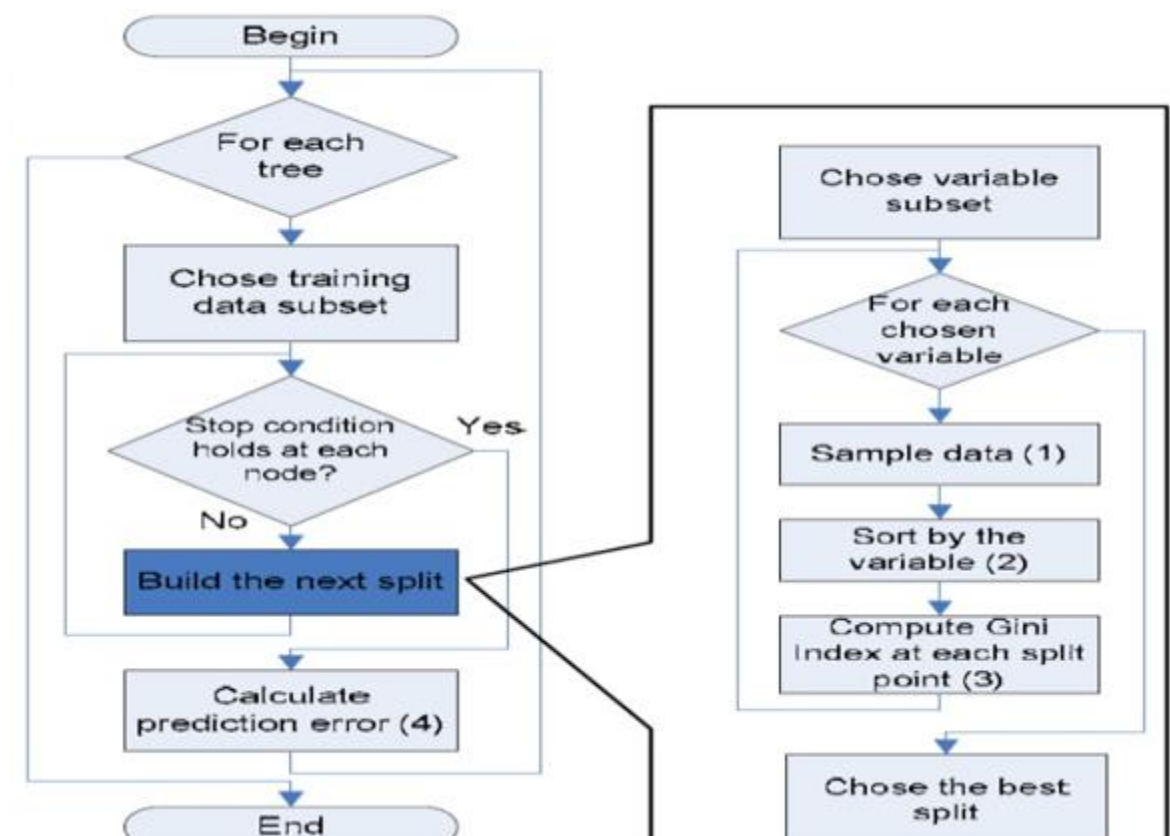 Begin
For each
tree
Chose training
data subset
Stop condition
holds at each
node?
Yes
No
Build the next split
Calculate
prediction error (4)
End
Chose variable
subset
For each
chosen
variable
Sample data (1)
Sort by the
variable (2)
Compute Gini
Index at each split
point (3)
Chose the best
split